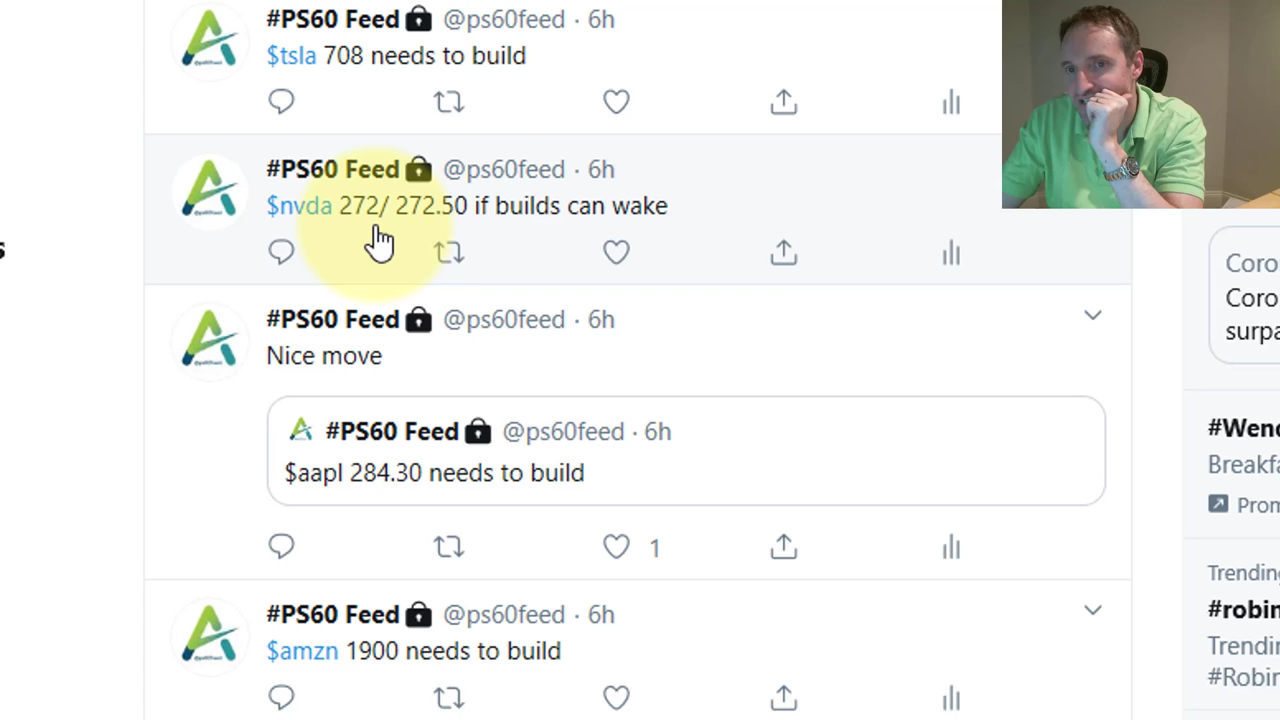 #PS60 Feed @ps60feed · 6h
$tsla 708 needs to build
#PS60 Feed @ps60feed · 6h
$nvda 272/ 272.50 if builds can wake
#PS60 Feed @ps60feed · 6h
Nice move
#PS60 Feed @ps60feed · 6h
$aapl 284.30 needs to build
1
#PS60 Feed @ps60feed · 6h
$amzn 1900 needs to build
s
Coro
Coro
surpa
#Wend
Breakfa
Prom
Trending
#robin
Trendin
#Robin